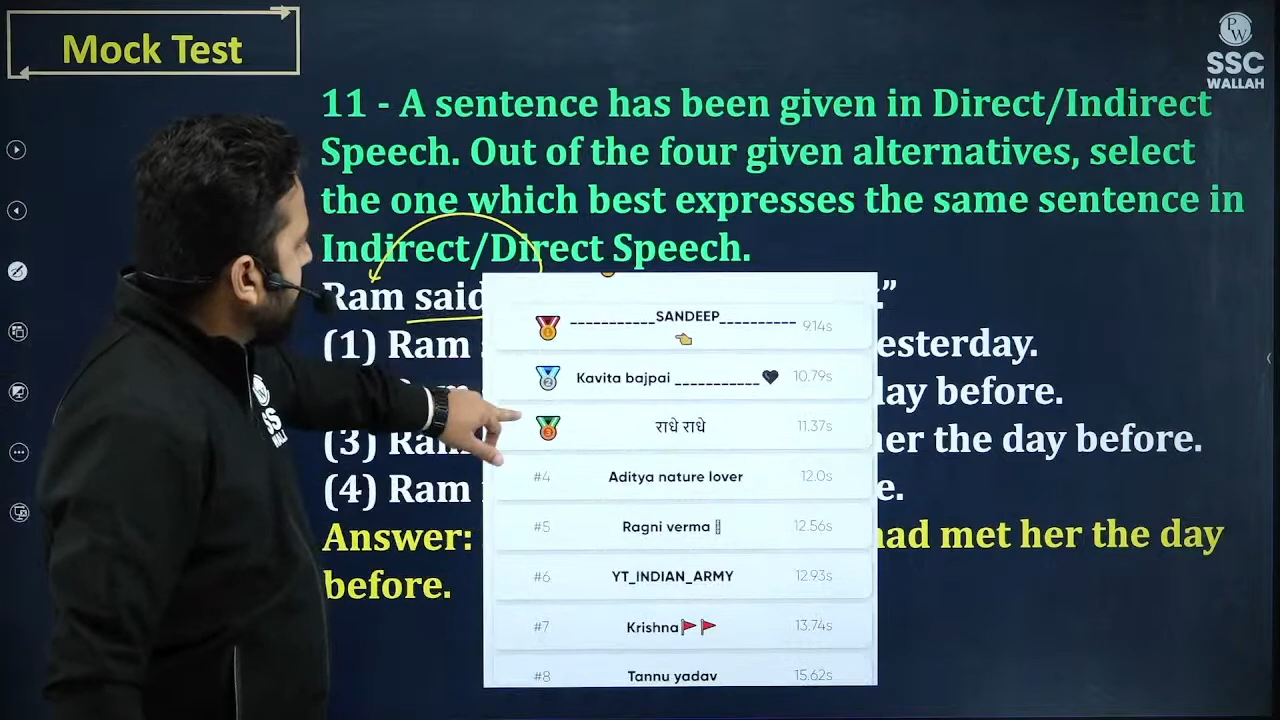 Mock Test
PW
SSC
WALLAH
11 - A sentence has been given in Direct/Indirect
Speech. Out of the four given alternatives, select
the one which best expresses the same sentence in
Indirect/Direct Speech.
Ram said ”
(1) Ram esterday.
day before.
(3) Ram her the day before.
(4) Ram e.
Answer: had met her the day
before.
___________SANDEEP__________ 9.14s
Kavita bajpai ___________🖤 10.79s
राधे राधे 11.37s
#4 Aditya nature lover 12.0s
#5 Ragni verma 12.56s
#6 YT_INDIAN_ARMY 12.93s
#7 Krishna🚩🚩 13.74s
#8 Tannu yadav 15.62s